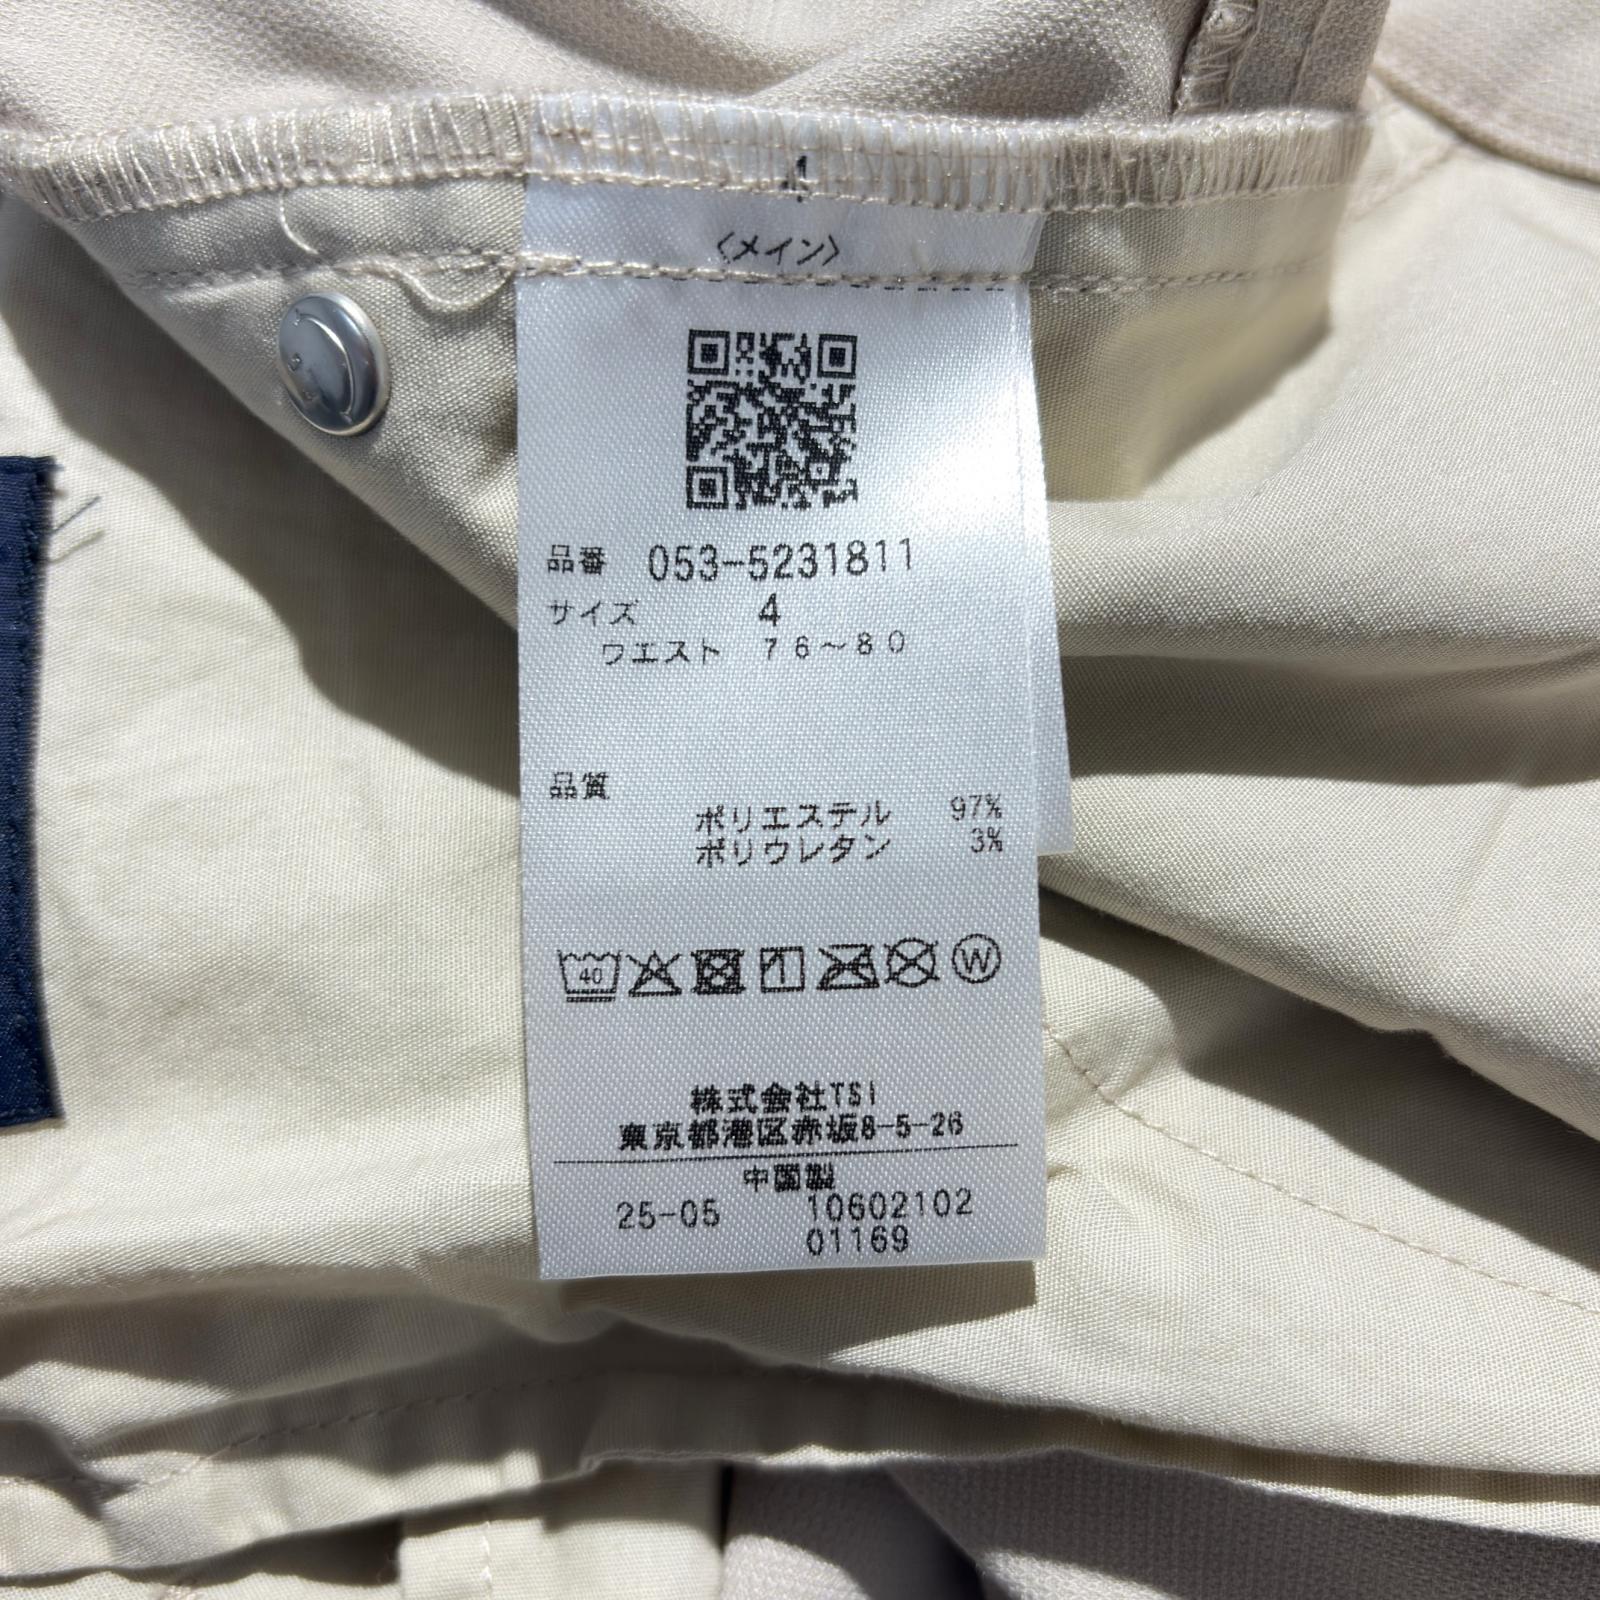 4
〈メイン〉
品番 053-5231811
サイズ 4
ウエスト 76~80
品質
ポリエステル 97%
ポリウレタン 3%
40
W
株式会社TSI
東京都港区赤坂8-5-26
中国製
25-05 10602102
01169